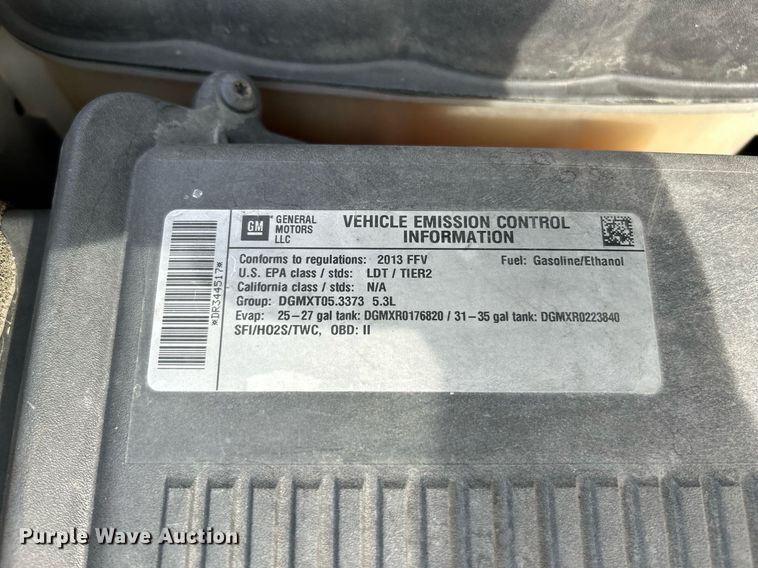 GM
GENERAL MOTORS LLC
VEHICLE EMISSION CONTROL INFORMATION
Conforms to regulations: 2013 FFV Fuel: Gasoline/Ethanol
U.S. EPA class / stds: LDT / TIER2
California class / stds: N/A
Group: DGMXT05.3373 5.3L
Evap: 25-27 gal tank: DGMXR0176820 / 31-35 gal tank: DGMXR0223840
SFI/HO2S/TWC, OBD: II
*DR344517*
Purple Wave Auction